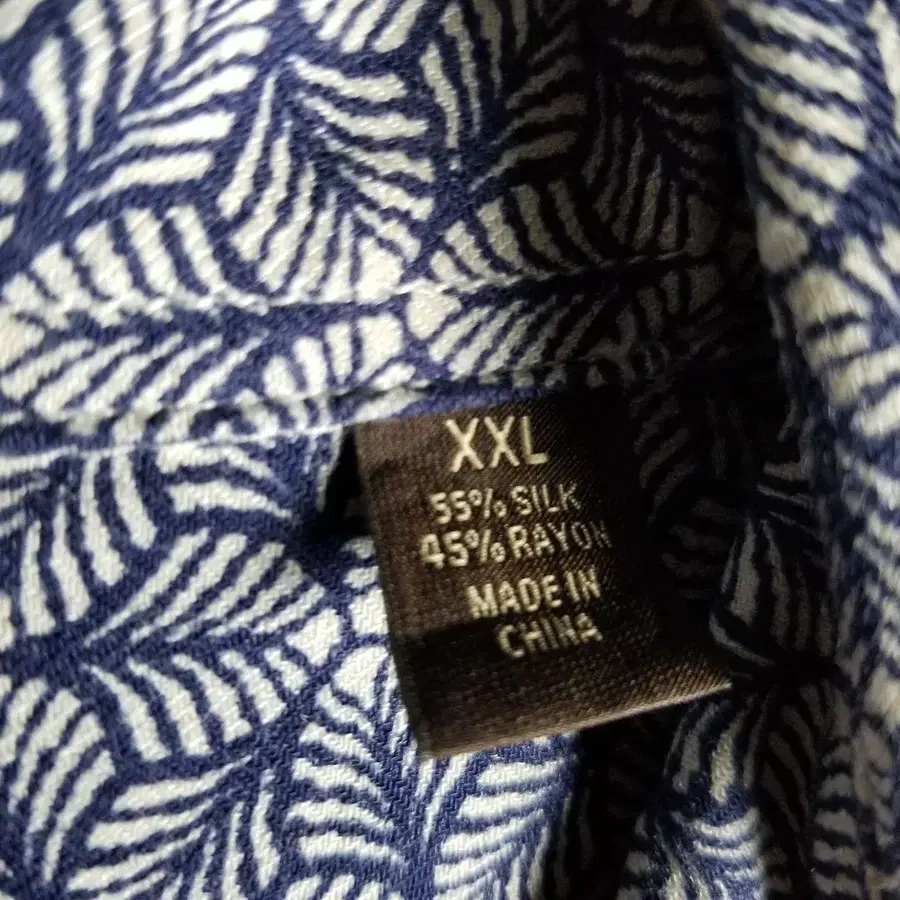 XXL
55% SILK
45% RAYON
MADE IN
CHINA